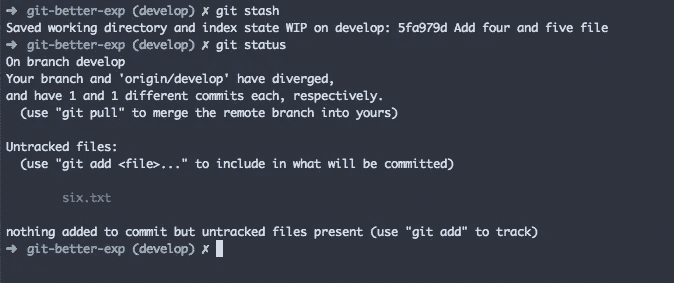 ➜ git-better-exp (develop) ✗ git stash
Saved working directory and index state WIP on develop: 5fa979d Add four and five file
➜ git-better-exp (develop) ✗ git status
On branch develop
Your branch and 'origin/develop' have diverged,
and have 1 and 1 different commits each, respectively.
(use "git pull" to merge the remote branch into yours)
Untracked files:
(use "git add <file>..." to include in what will be committed)
six.txt
nothing added to commit but untracked files present (use "git add" to track)
➜ git-better-exp (develop) ✗